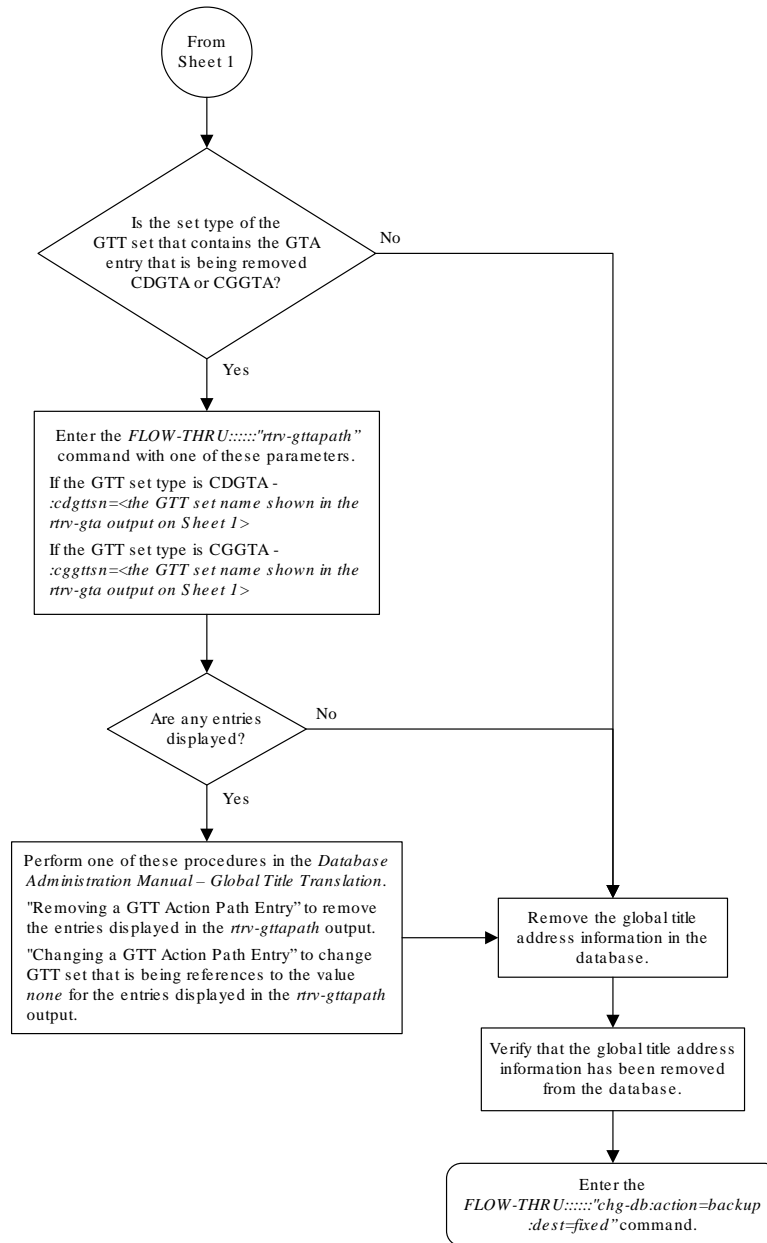 From
Sheet 1
Is the set type of the
GTT set that contains the GTA
entry that is being removed
CDGTA or CGGTA?
No
Yes
Enter the FLOW-THRU::::::"rtrv-gttapath”
command with one of these parameters.
If the GTT set type is CDGTA -
:cdgttsn=<the GTT set name shown in the
rtrv-gta output on Sheet 1>
If the GTT set type is CGGTA -
:cggttsn=<the GTT set name shown in the
rtrv-gta output on Sheet 1>
Are any entries
displayed?
No
Yes
Perform one of these procedures in the Database
Administration Manual – Global Title Translation.
"Removing a GTT Action Path Entry” to remove
the entries displayed in the rtrv-gttapath output.
"Changing a GTT Action Path Entry” to change
GTT set that is being references to the value
none for the entries displayed in the rtrv-gttapath
output.
Remove the global title
address information in the
database.
Verify that the global title address
information has been removed
from the database.
Enter the
FLOW-THRU::::::"chg-db:action=backup
:dest=fixed” command.